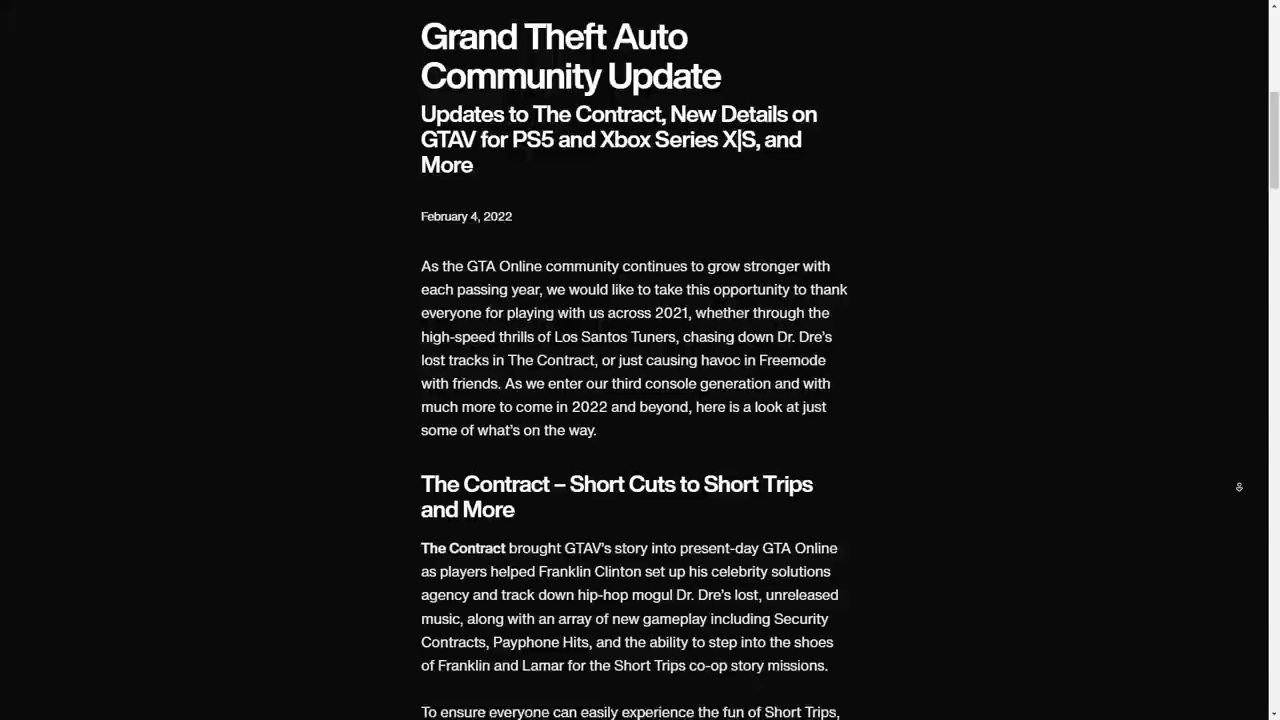 Grand Theft Auto
Community Update
Updates to The Contract, New Details on
GTAV for PS5 and Xbox Series X|S, and
More
February 4, 2022
As the GTA Online community continues to grow stronger with
each passing year, we would like to take this opportunity to thank
everyone for playing with us across 2021, whether through the
high-speed thrills of Los Santos Tuners, chasing down Dr. Dre’s
lost tracks in The Contract, or just causing havoc in Freemode
with friends. As we enter our third console generation and with
much more to come in 2022 and beyond, here is a look at just
some of what’s on the way.
The Contract – Short Cuts to Short Trips
and More
The Contract brought GTAV’s story into present-day GTA Online
as players helped Franklin Clinton set up his celebrity solutions
agency and track down hip-hop mogul Dr. Dre’s lost, unreleased
music, along with an array of new gameplay including Security
Contracts, Payphone Hits, and the ability to step into the shoes
of Franklin and Lamar for the Short Trips co-op story missions.
To ensure everyone can easily experience the fun of Short Trips,